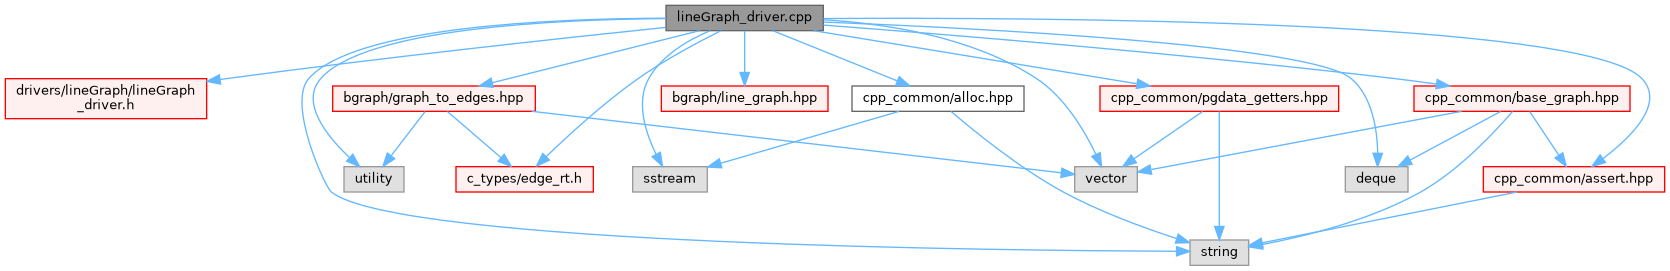 lineGraph_driver.cpp
drivers/lineGraph/lineGraph
_driver.h
bgraph/graph_to_edges.hpp
bgraph/line_graph.hpp
cpp_common/alloc.hpp
cpp_common/pgdata_getters.hpp
cpp_common/base_graph.hpp
utility
c_types/edge_rt.h
sstream
vector
deque
cpp_common/assert.hpp
string